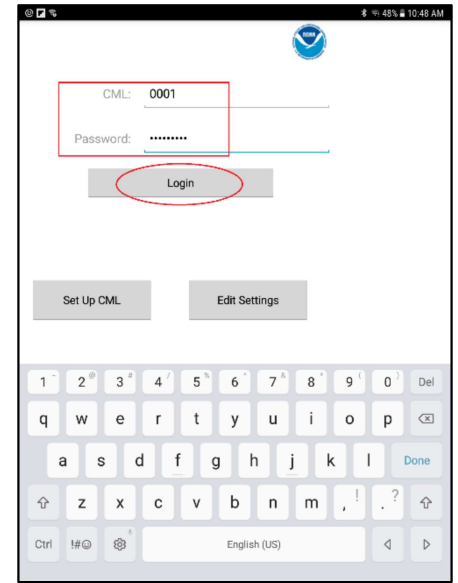 48% 10:48 AM
NOAA
CML: 0001
Password: •••••••••
Login
Set Up CML Edit Settings
1 - 2 @ 3 # 4 / 5 % 6 ^ 7 & 8 * 9 ( 0 ) Del
q w e r t y u i o p
a s d f g h j k l Done
z x c v b n m , ! . ?
Ctrl !#☺ English (US)